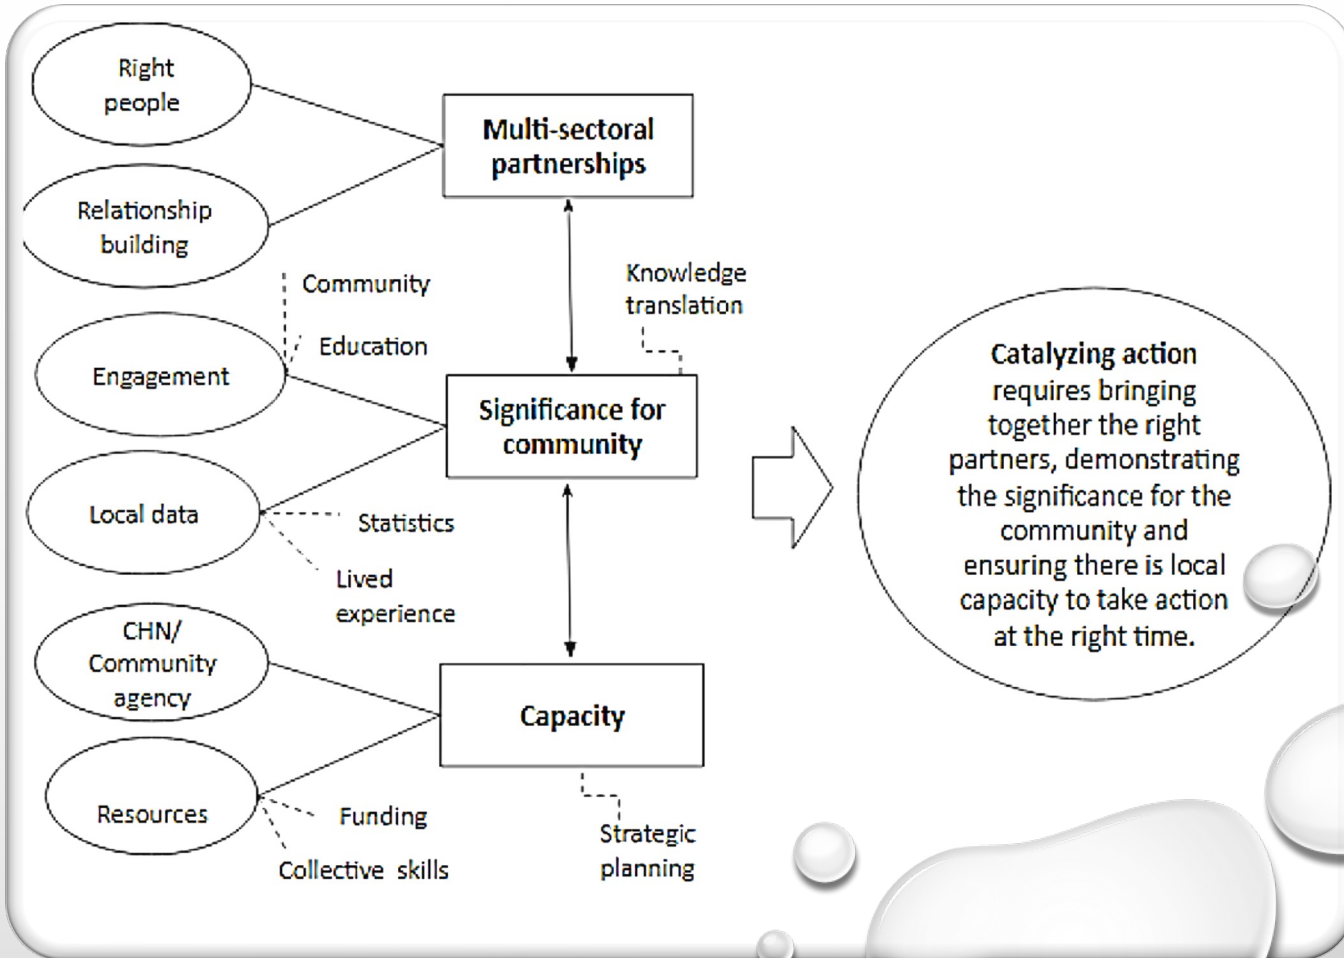 Right
people
Multi-sectoral
partnerships
Relationship
building
Community
Education
Engagement
Knowledge
translation
Significance for
community
Local data
Statistics
Lived
experience
CHN/
Community
agency
Capacity
Resources
Funding
Collective skills
Strategic
planning
Catalyzing action
requires bringing
together the right
partners, demonstrating
the significance for the
community and
ensuring there is local
capacity to take action
at the right time.